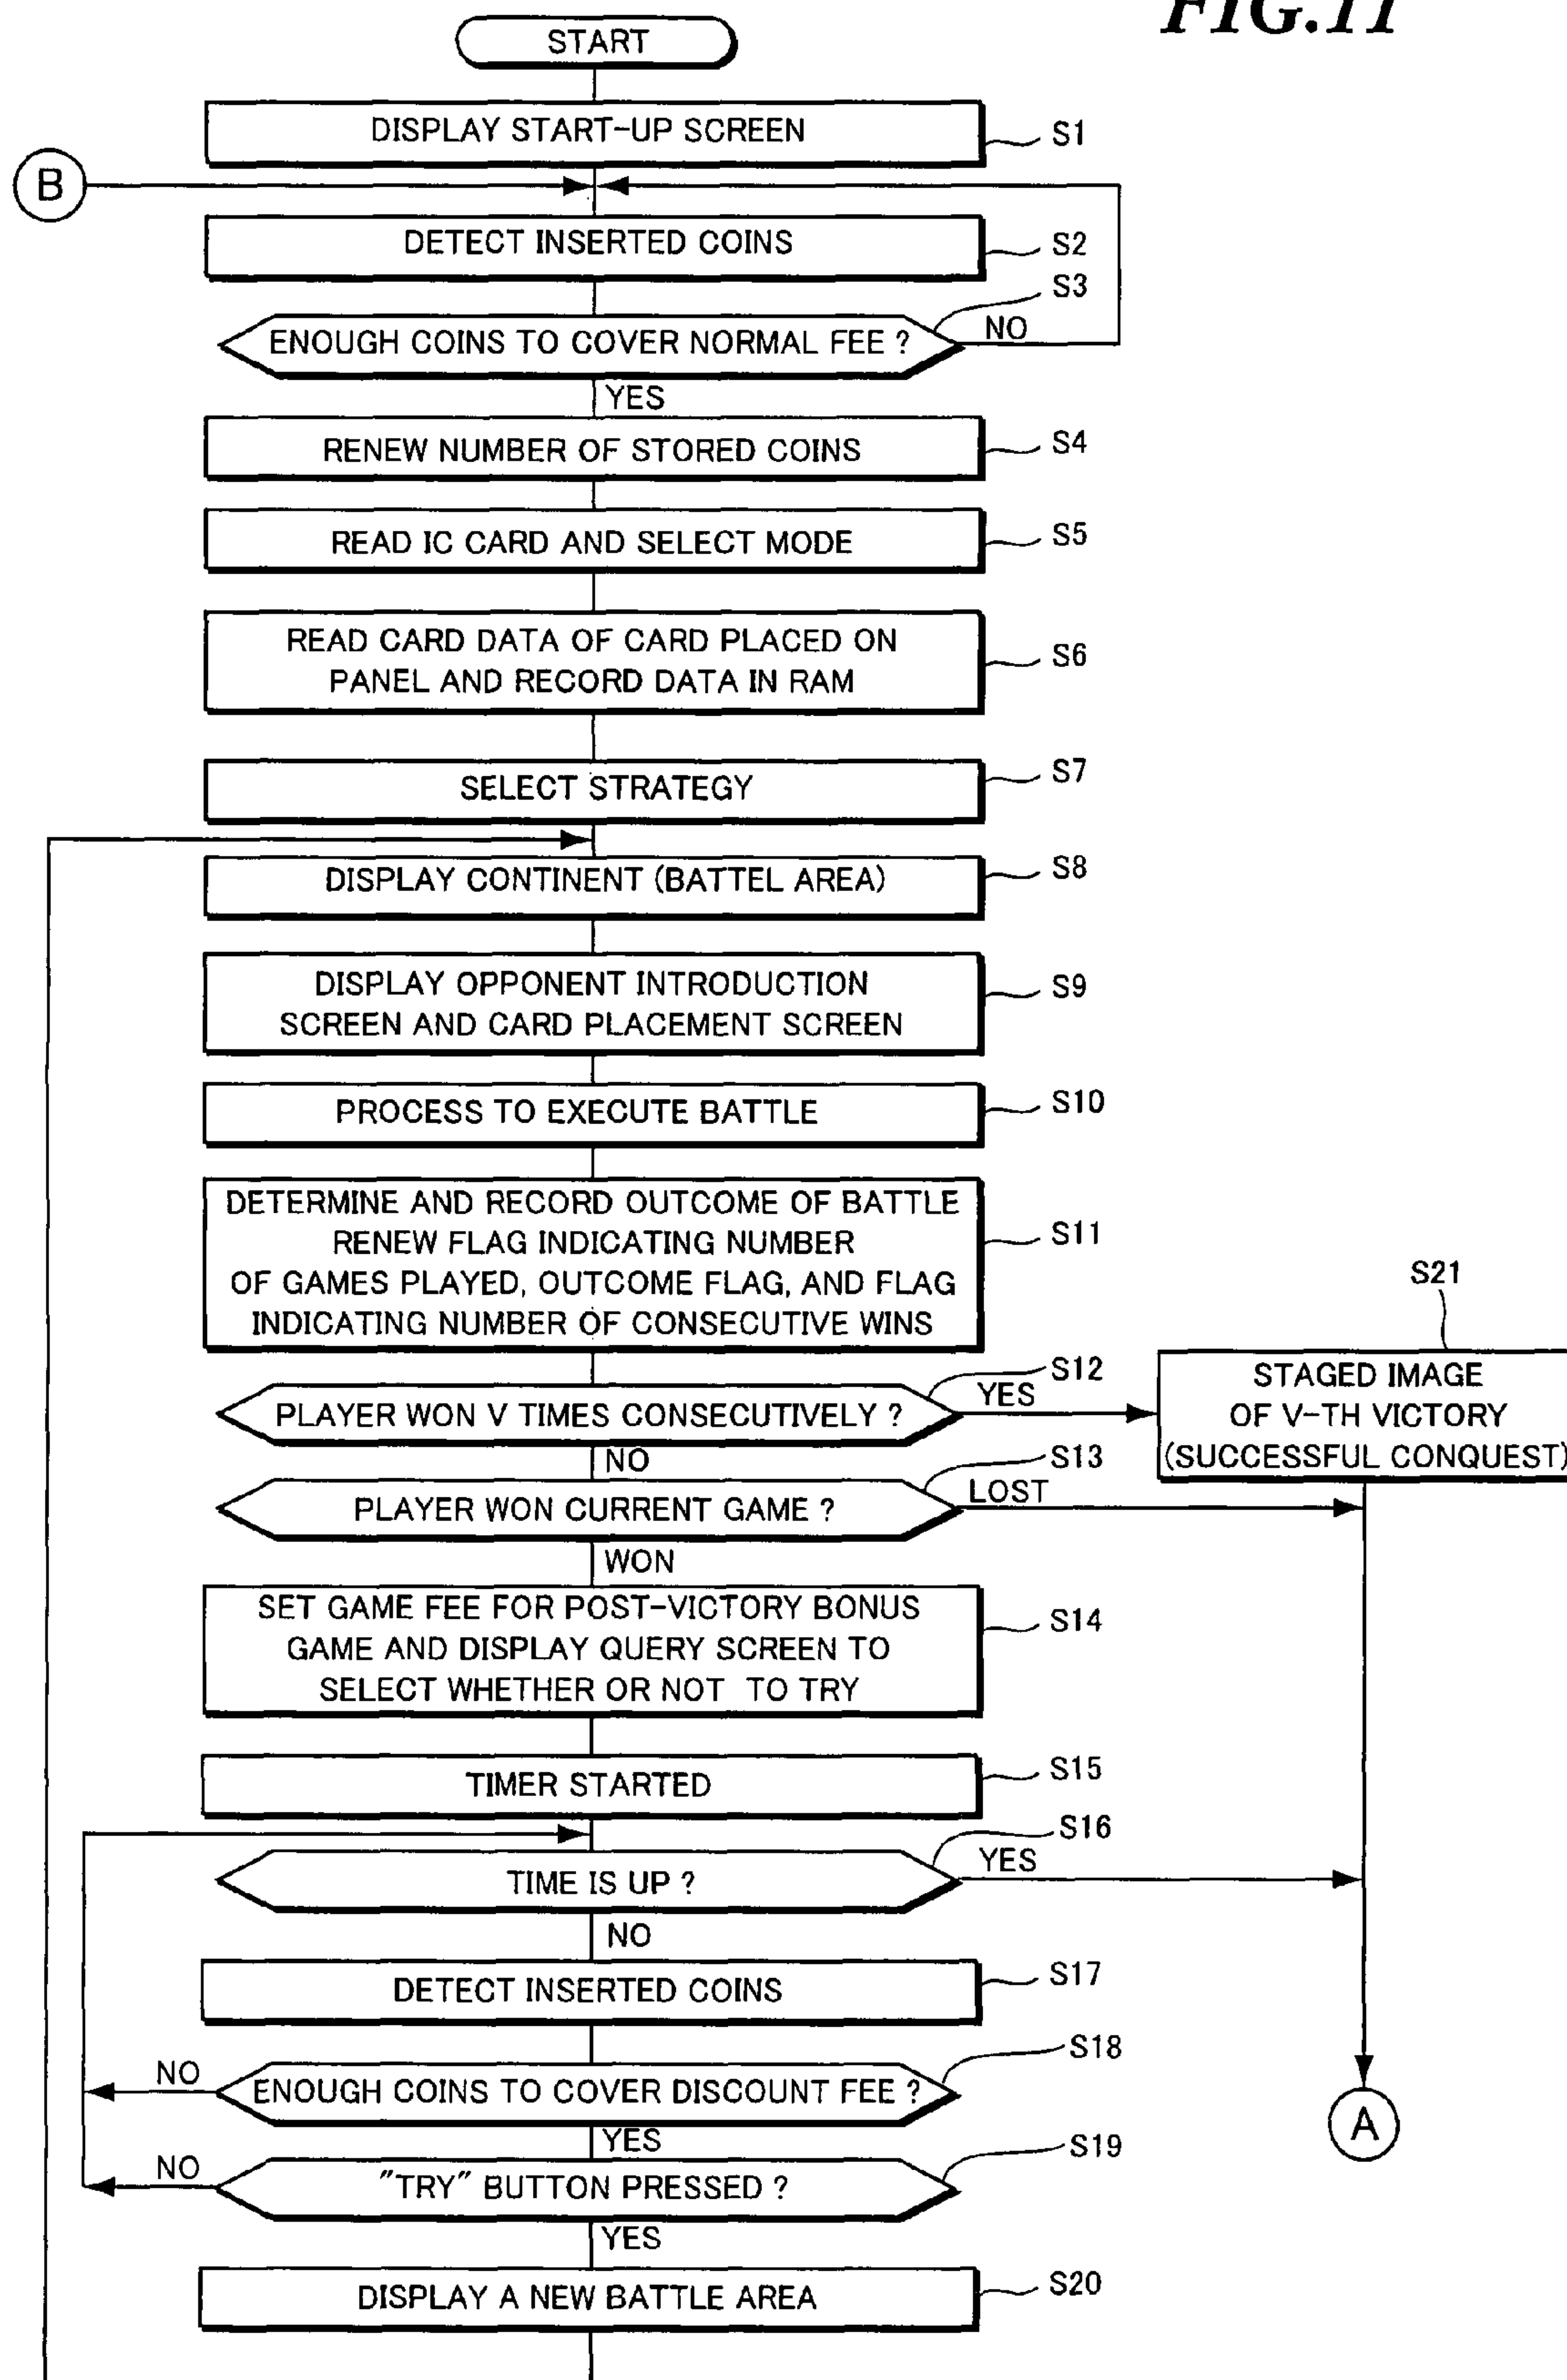 FIG.11
START
DISPLAY START-UP SCREEN
S1
B
DETECT INSERTED COINS
S2
S3
ENOUGH COINS TO COVER NORMAL FEE ?
NO
YES
RENEW NUMBER OF STORED COINS
S4
READ IC CARD AND SELECT MODE
S5
READ CARD DATA OF CARD PLACED ON
PANEL AND RECORD DATA IN RAM
S6
SELECT STRATEGY
S7
DISPLAY CONTINENT (BATTEL AREA)
S8
DISPLAY OPPONENT INTRODUCTION
SCREEN AND CARD PLACEMENT SCREEN
S9
PROCESS TO EXECUTE BATTLE
S10
DETERMINE AND RECORD OUTCOME OF BATTLE
RENEW FLAG INDICATING NUMBER
OF GAMES PLAYED, OUTCOME FLAG, AND FLAG
INDICATING NUMBER OF CONSECUTIVE WINS
S11
S21
STAGED IMAGE
OF V-TH VICTORY
(SUCCESSFUL CONQUEST)
S12
PLAYER WON V TIMES CONSECUTIVELY ?
YES
NO
S13
PLAYER WON CURRENT GAME ?
LOST
WON
SET GAME FEE FOR POST-VICTORY BONUS
GAME AND DISPLAY QUERY SCREEN TO
SELECT WHETHER OR NOT TO TRY
S14
TIMER STARTED
S15
S16
TIME IS UP ?
YES
NO
DETECT INSERTED COINS
S17
S18
NO
ENOUGH COINS TO COVER DISCOUNT FEE ?
A
YES
S19
NO
"TRY" BUTTON PRESSED ?
YES
DISPLAY A NEW BATTLE AREA
S20